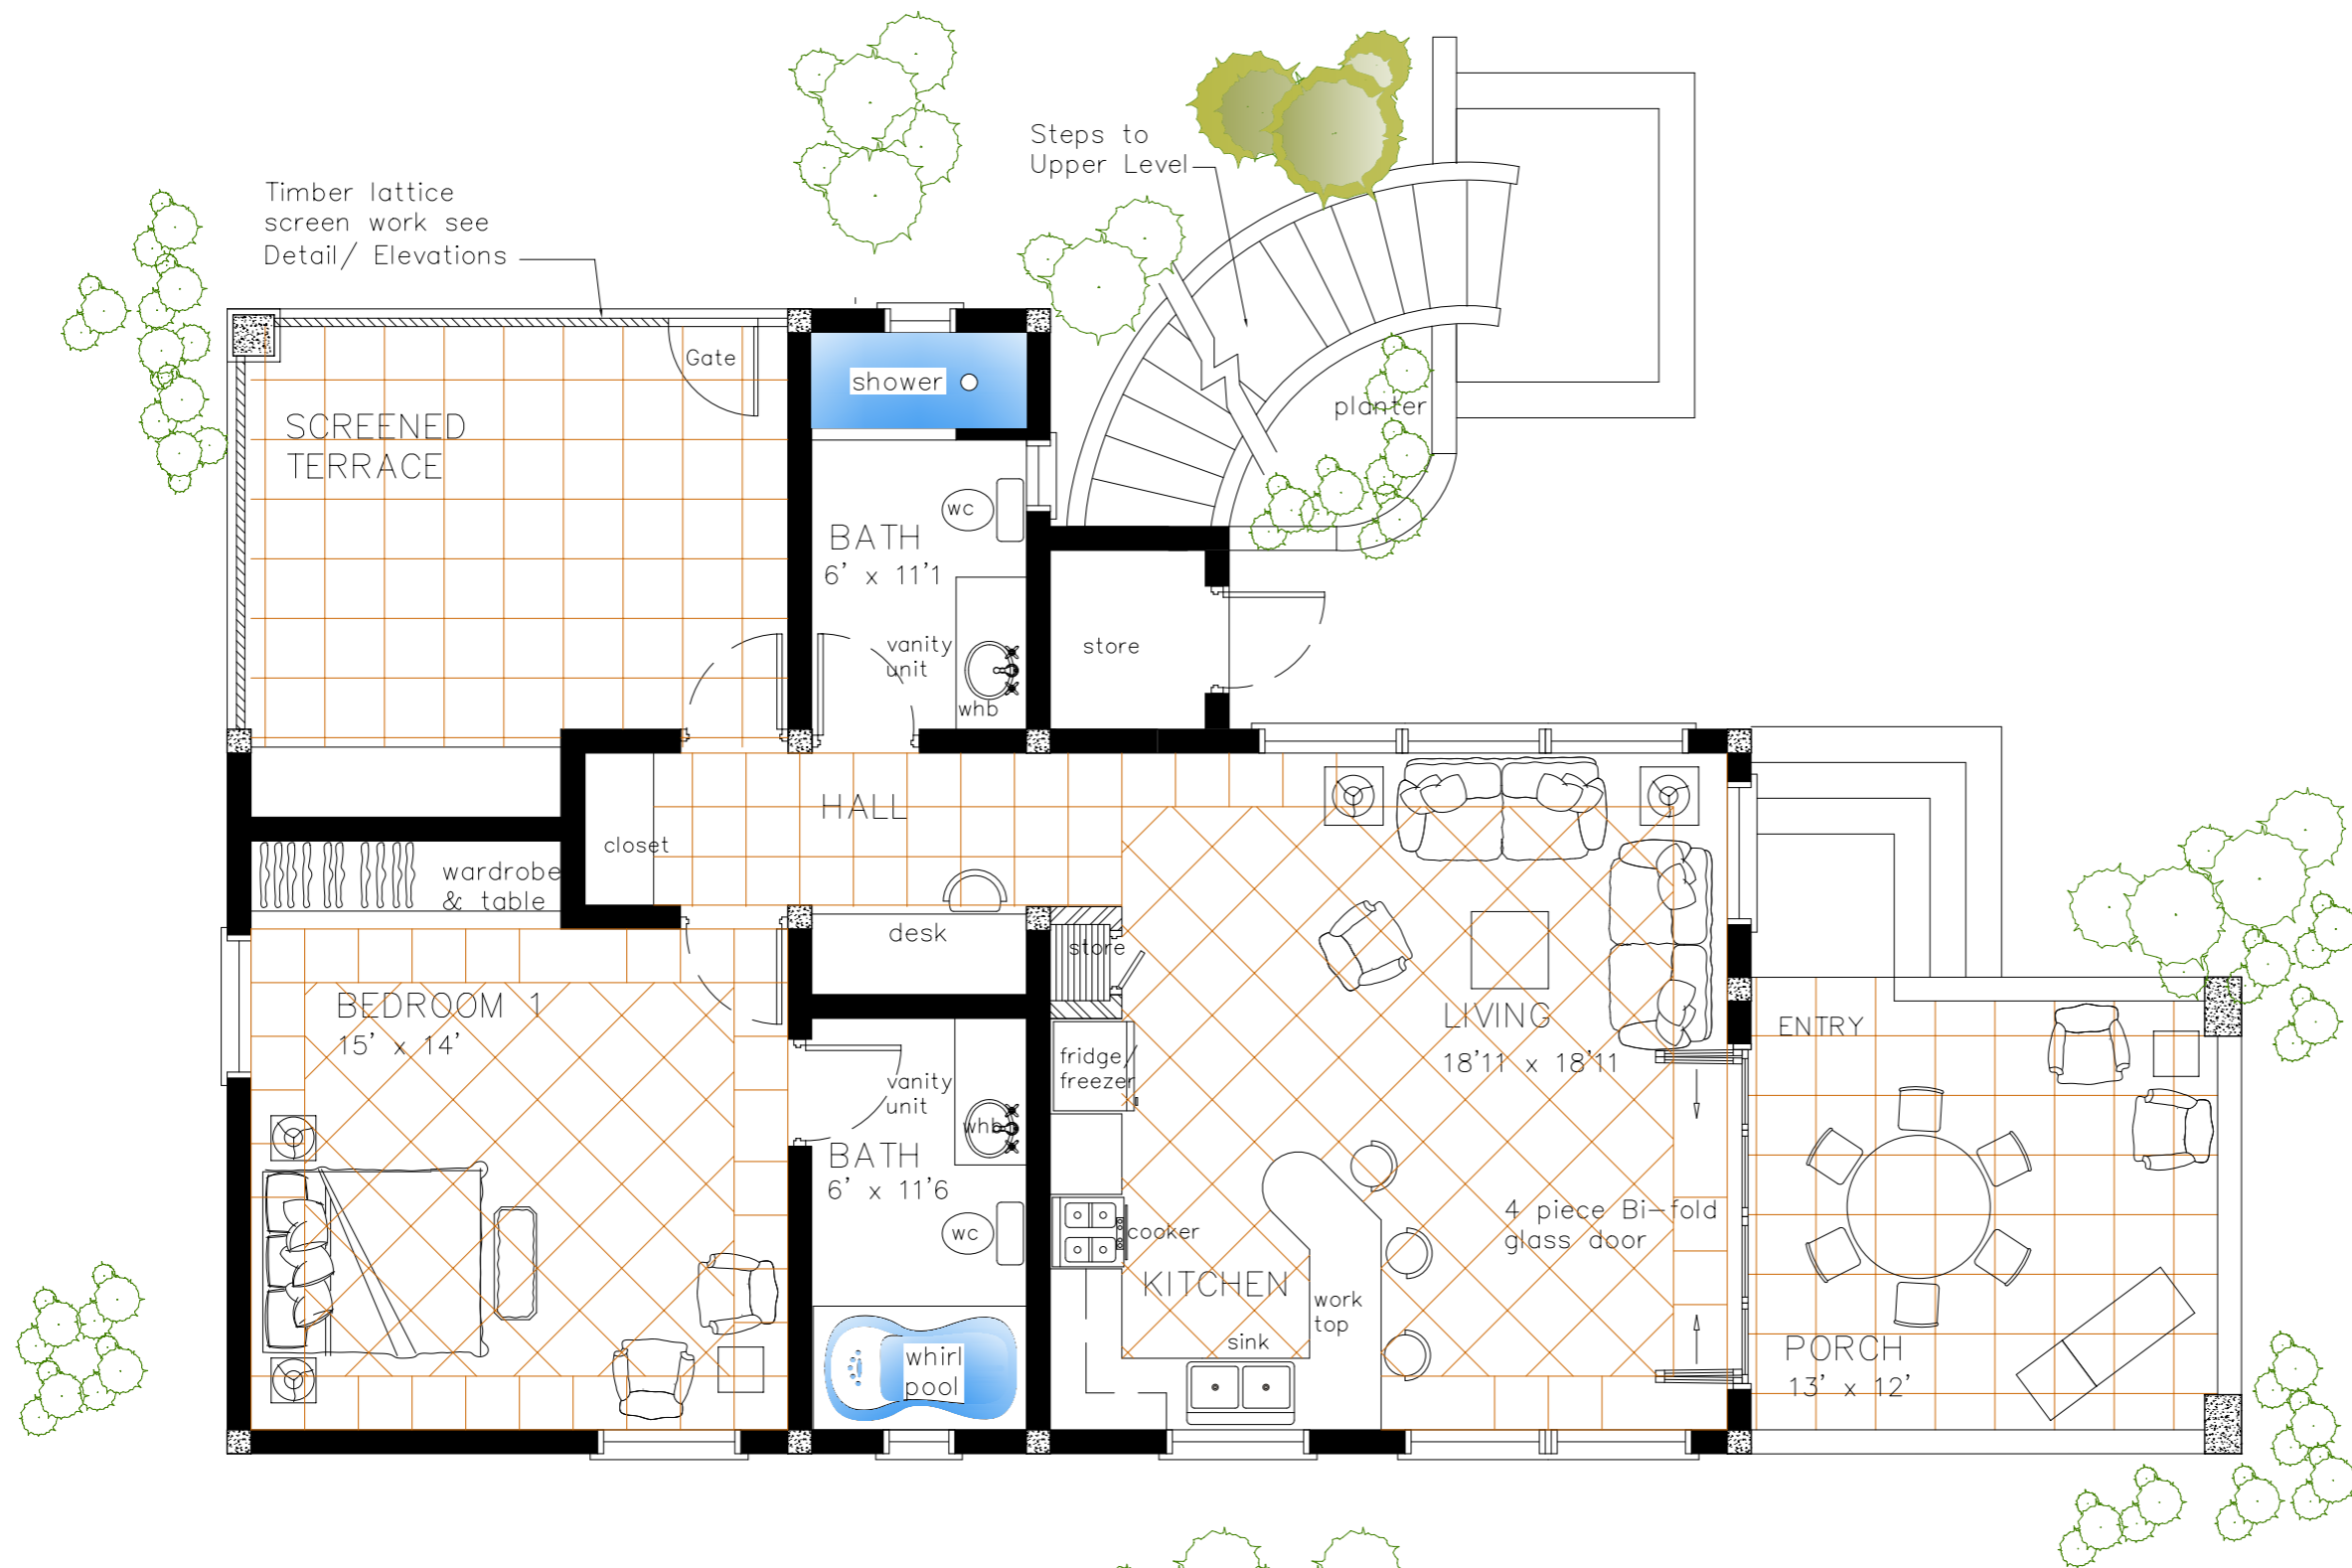 Steps to
Upper Level
Timber lattice
screen work see
Detail/ Elevations
Gate
shower
planter
SCREENED
TERRACE
wc
BATH
6' x 11'1
vanity
unit
whb
store
HALL
closet
wardrobe
& table
desk
store
BEDROOM 1
15' x 14'
LIVING
18'11 x 18'11
ENTRY
fridge/
freezer
vanity
unit
whb
BATH
6' x 11'6
wc
cooker
4 piece Bi-fold
glass door
KITCHEN
work
top
sink
whirl
pool
PORCH
13' x 12'